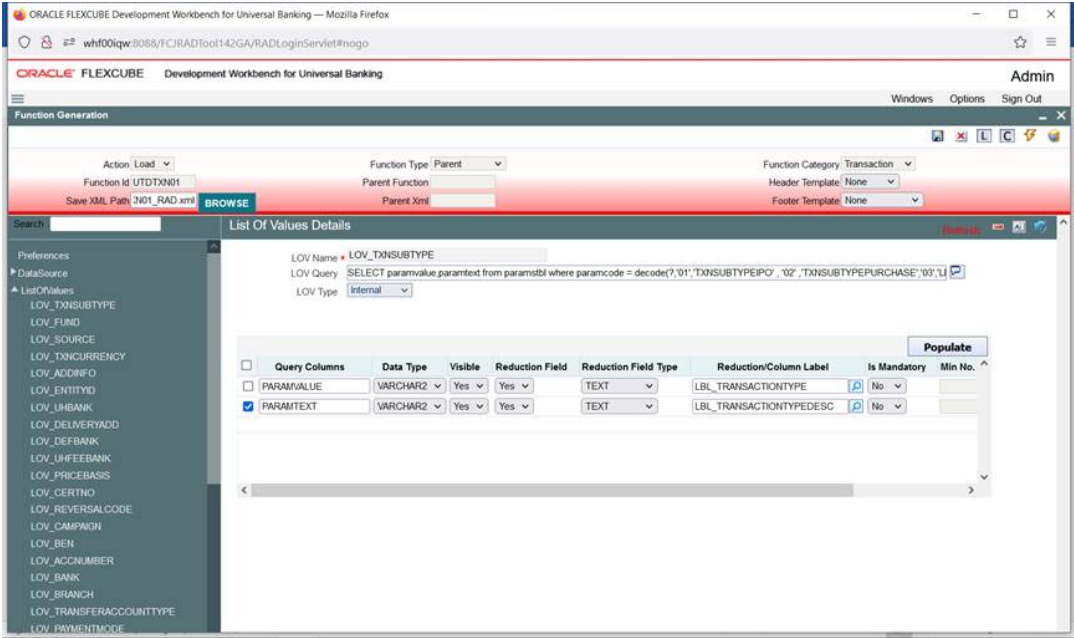 ORACLE FLEXCUBE Development Workbench for Universal Banking — Mozilla Firefox
whf00iqw:8088/FCJRADTool142GA/RADLoginServlet#nogo
ORACLE FLEXCUBE Development Workbench for Universal Banking
Admin
Windows Options Sign Out
Function Generation
L C
Action Load Function Type Parent Function Category Transaction
Function Id UTDTXN01 Parent Function Header Template None
Save XML Path N01_RAD.xml BROWSE Parent Xml Footer Template None
Search List Of Values Details Refresh
Preferences
DataSource
ListOfValues
LOV_TXNSUBTYPE
LOV_FUND
LOV_SOURCE
LOV_TXNCURRENCY
LOV_ADDINFO
LOV_ENTITYID
LOV_UHBANK
LOV_DELIVERYADD
LOV_DEFBANK
LOV_UHFEEBANK
LOV_PRICEBASIS
LOV_CERTNO
LOV_REVERSALCODE
LOV_CAMPAIGN
LOV_BEN
LOV_ACCNUMBER
LOV_BANK
LOV_BRANCH
LOV_TRANSFERACCOUNTTYPE
LOV_PAYMENTMODE
LOV Name * LOV_TXNSUBTYPE
LOV Query SELECT paramvalue,paramtext from paramstbl where paramcode = decode(?,'01','TXNSUBTYPEIPO' , '02' ,'TXNSUBTYPEPURCHASE','03',
LOV Type Internal
Populate
Query Columns Data Type Visible Reduction Field Reduction Field Type Reduction/Column Label Is Mandatory Min No.
PARAMVALUE VARCHAR2 Yes Yes TEXT LBL_TRANSACTIONTYPE No
PARAMTEXT VARCHAR2 Yes Yes TEXT LBL_TRANSACTIONTYPEDESC No